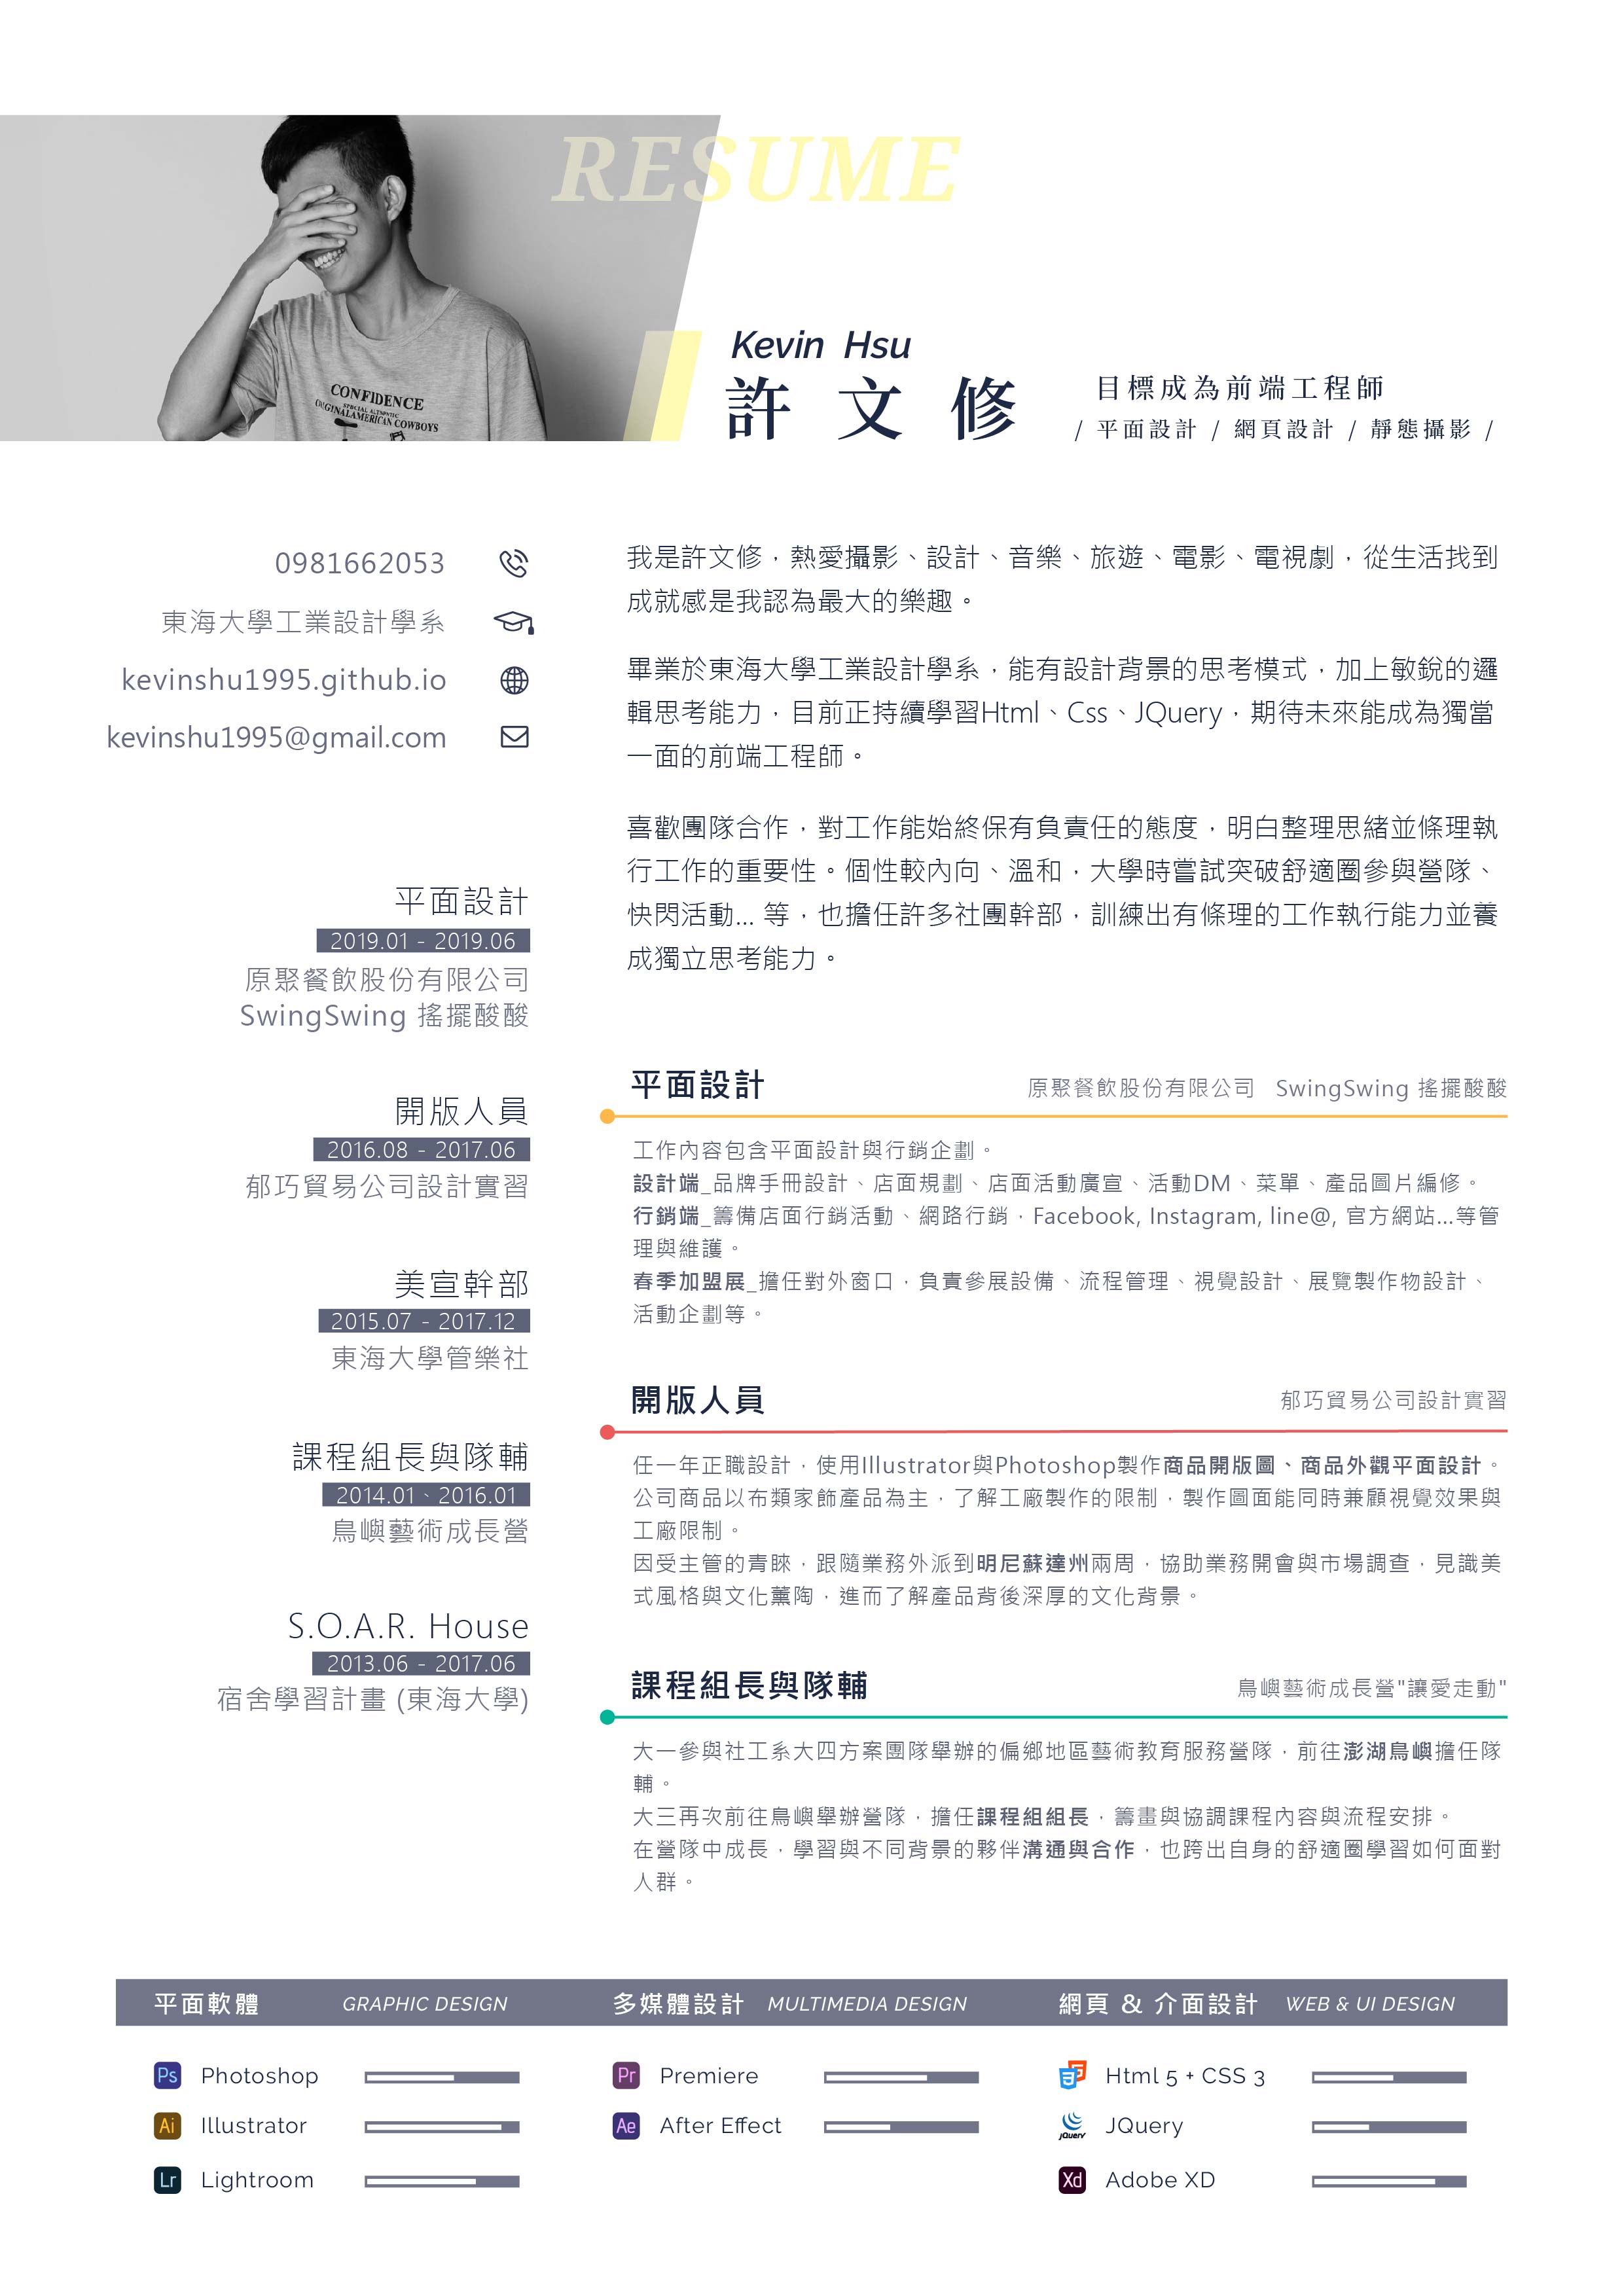 RESUME
Kevin Hsu
許文修
目標成為前端工程師
/ 平面設計 / 網頁設計 / 靜態攝影 /
CONFIDENCE
ORIGINALAMERICAN COWBOYS
0981662053
東海大學工業設計學系
kevinshu1995.github.io
kevinshu1995@gmail.com
平面設計
2019.01 - 2019.06
原聚餐飲股份有限公司
SwingSwing 搖擺酸酸
開版人員
2016.08 - 2017.06
郁巧貿易公司設計實習
美宣幹部
2015.07 - 2017.12
東海大學管樂社
課程組長與隊輔
2014.01、2016.01
鳥嶼藝術成長營
S.O.A.R. House
2013.06 - 2017.06
宿舍學習計畫 (東海大學)
我是許文修，熱愛攝影、設計、音樂、旅遊、電影、電視劇，從生活找到
成就感是我認為最大的樂趣。
畢業於東海大學工業設計學系，能有設計背景的思考模式，加上敏銳的邏
輯思考能力，目前正持續學習Html、Css、JQuery，期待未來能成為獨當
一面的前端工程師。
喜歡團隊合作，對工作能始終保有負責任的態度，明白整理思緒並條理執
行工作的重要性。個性較內向、溫和，大學時嘗試突破舒適圈參與營隊、
快閃活動... 等，也擔任許多社團幹部，訓練出有條理的工作執行能力並養
成獨立思考能力。
平面設計 原聚餐飲股份有限公司 SwingSwing 搖擺酸酸
工作內容包含平面設計與行銷企劃。
設計端_品牌手冊設計、店面規劃、店面活動廣宣、活動DM、菜單、產品圖片編修。
行銷端_籌備店面行銷活動、網路行銷，Facebook, Instagram, line@, 官方網站...等管
理與維護。
春季加盟展_擔任對外窗口，負責參展設備、流程管理、視覺設計、展覽製作物設計、
活動企劃等。
開版人員 郁巧貿易公司設計實習
任一年正職設計，使用Illustrator與Photoshop製作商品開版圖、商品外觀平面設計。
公司商品以布類家飾產品為主，了解工廠製作的限制，製作圖面能同時兼顧視覺效果與
工廠限制。
因受主管的青睞，跟隨業務外派到明尼蘇達州兩周，協助業務開會與市場調查，見識美
式風格與文化薰陶，進而了解產品背後深厚的文化背景。
課程組長與隊輔 鳥嶼藝術成長營"讓愛走動"
大一參與社工系大四方案團隊舉辦的偏鄉地區藝術教育服務營隊，前往澎湖鳥嶼擔任隊
輔。
大三再次前往鳥嶼舉辦營隊，擔任課程組組長，籌畫與協調課程內容與流程安排。
在營隊中成長，學習與不同背景的夥伴溝通與合作，也跨出自身的舒適圈學習如何面對
人群。
平面軟體 GRAPHIC DESIGN
Ps Photoshop
Ai Illustrator
Lr Lightroom
多媒體設計 MULTIMEDIA DESIGN
Pr Premiere
Ae After Effect
網頁 & 介面設計 WEB & UI DESIGN
Html 5 + CSS 3
jQuery JQuery
Xd Adobe XD